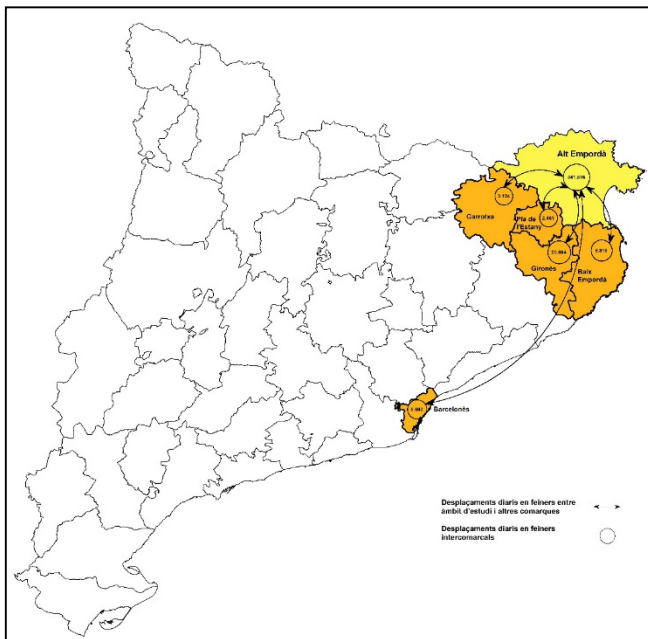 Alt Empordà
Garrotxa
Pla de
l'Estany
Gironès
Baix
Empordà
Barcelonès
Desplaçaments diaris en feiners entre
àmbit d'estudi i altres comarques
Desplaçaments diaris en feiners
intercomarcals